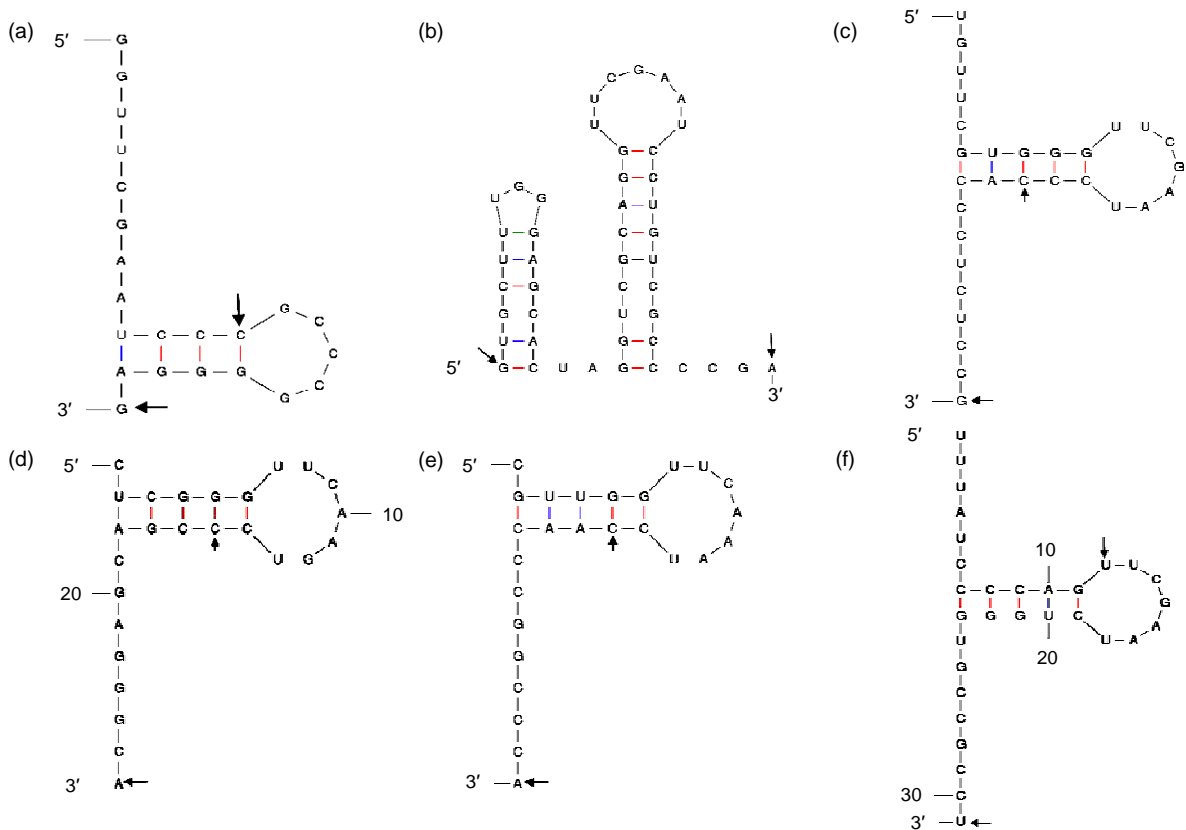 (a)
5′
G
G
U
U
C
G
A
A
U C C C G
C
C
C
G
A G G G
3′ G
(b)
5′
G U G C U U
U G G
G A G C A C
U A G
G U C G C A G G
U U C G A A U
C C U G U C G C C
C C G A
3′
(c)
5′ U
G
U
U
C
G U G G G U U C G A
C A C C C U A
C
C
U
C
U
C
C
3′ G
(d)
5′ C
U C G G G U U C A A 10
A G C C C U G
C
20 G
A
G
G
G
C
3′ A
(e)
5′ C
G U U G G U U C A A
C A A C C U A
C
C
G
G
C
C
C
3′ A
(f)
5′ U
U
U
A
U
C
10
C C C A G U U C G A
G G G U C U A
20
U
G
C
C
G
C
30 C
3′ U